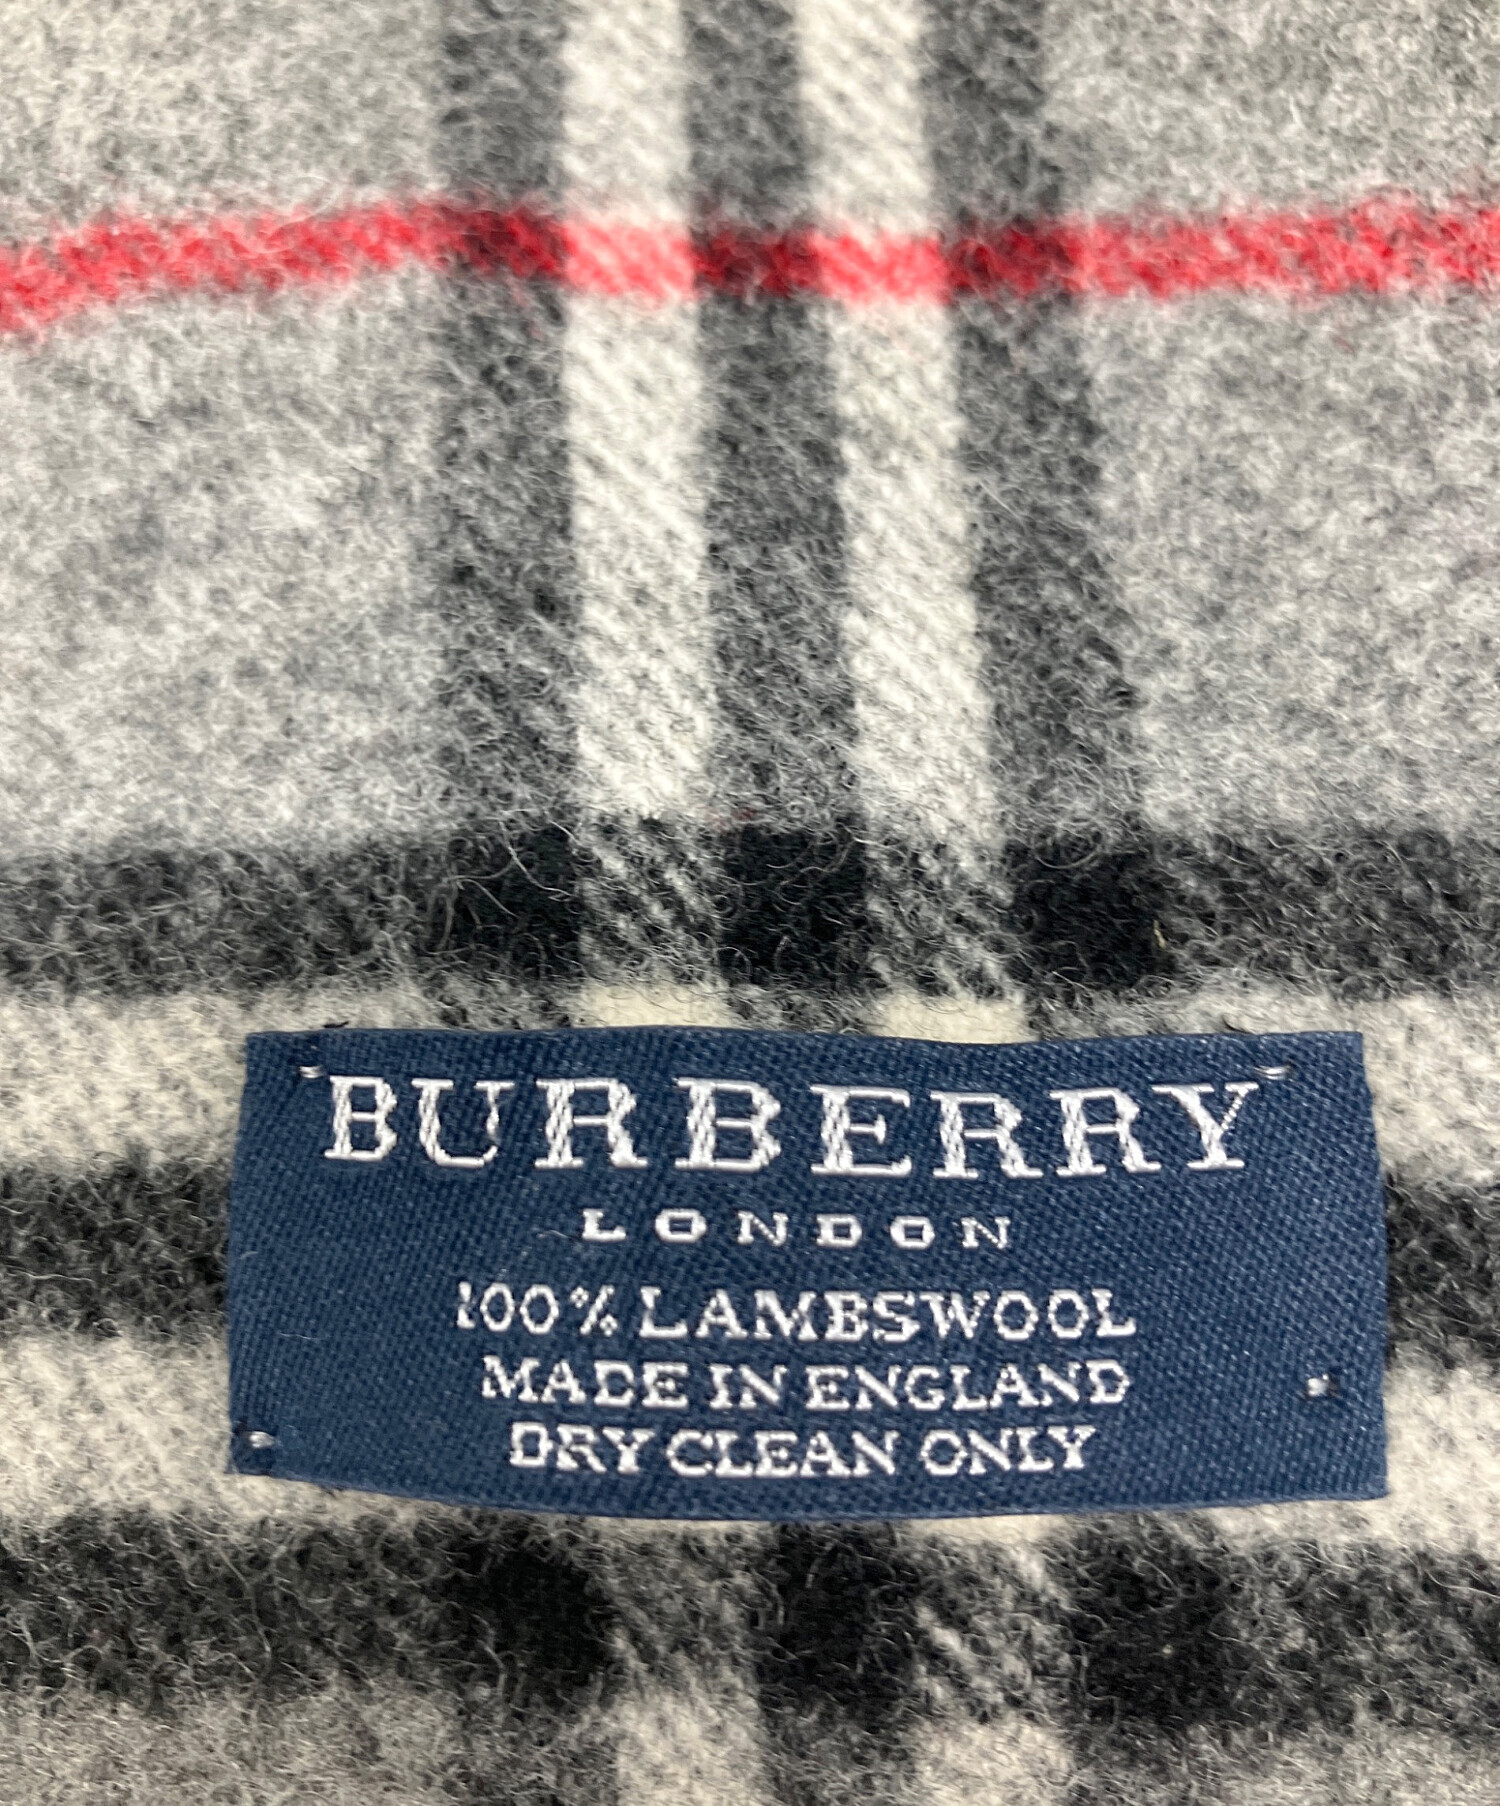 BURBERRY
LONDON
100% LAMBSWOOL
MADE IN ENGLAND
DRY CLEAN ONLY